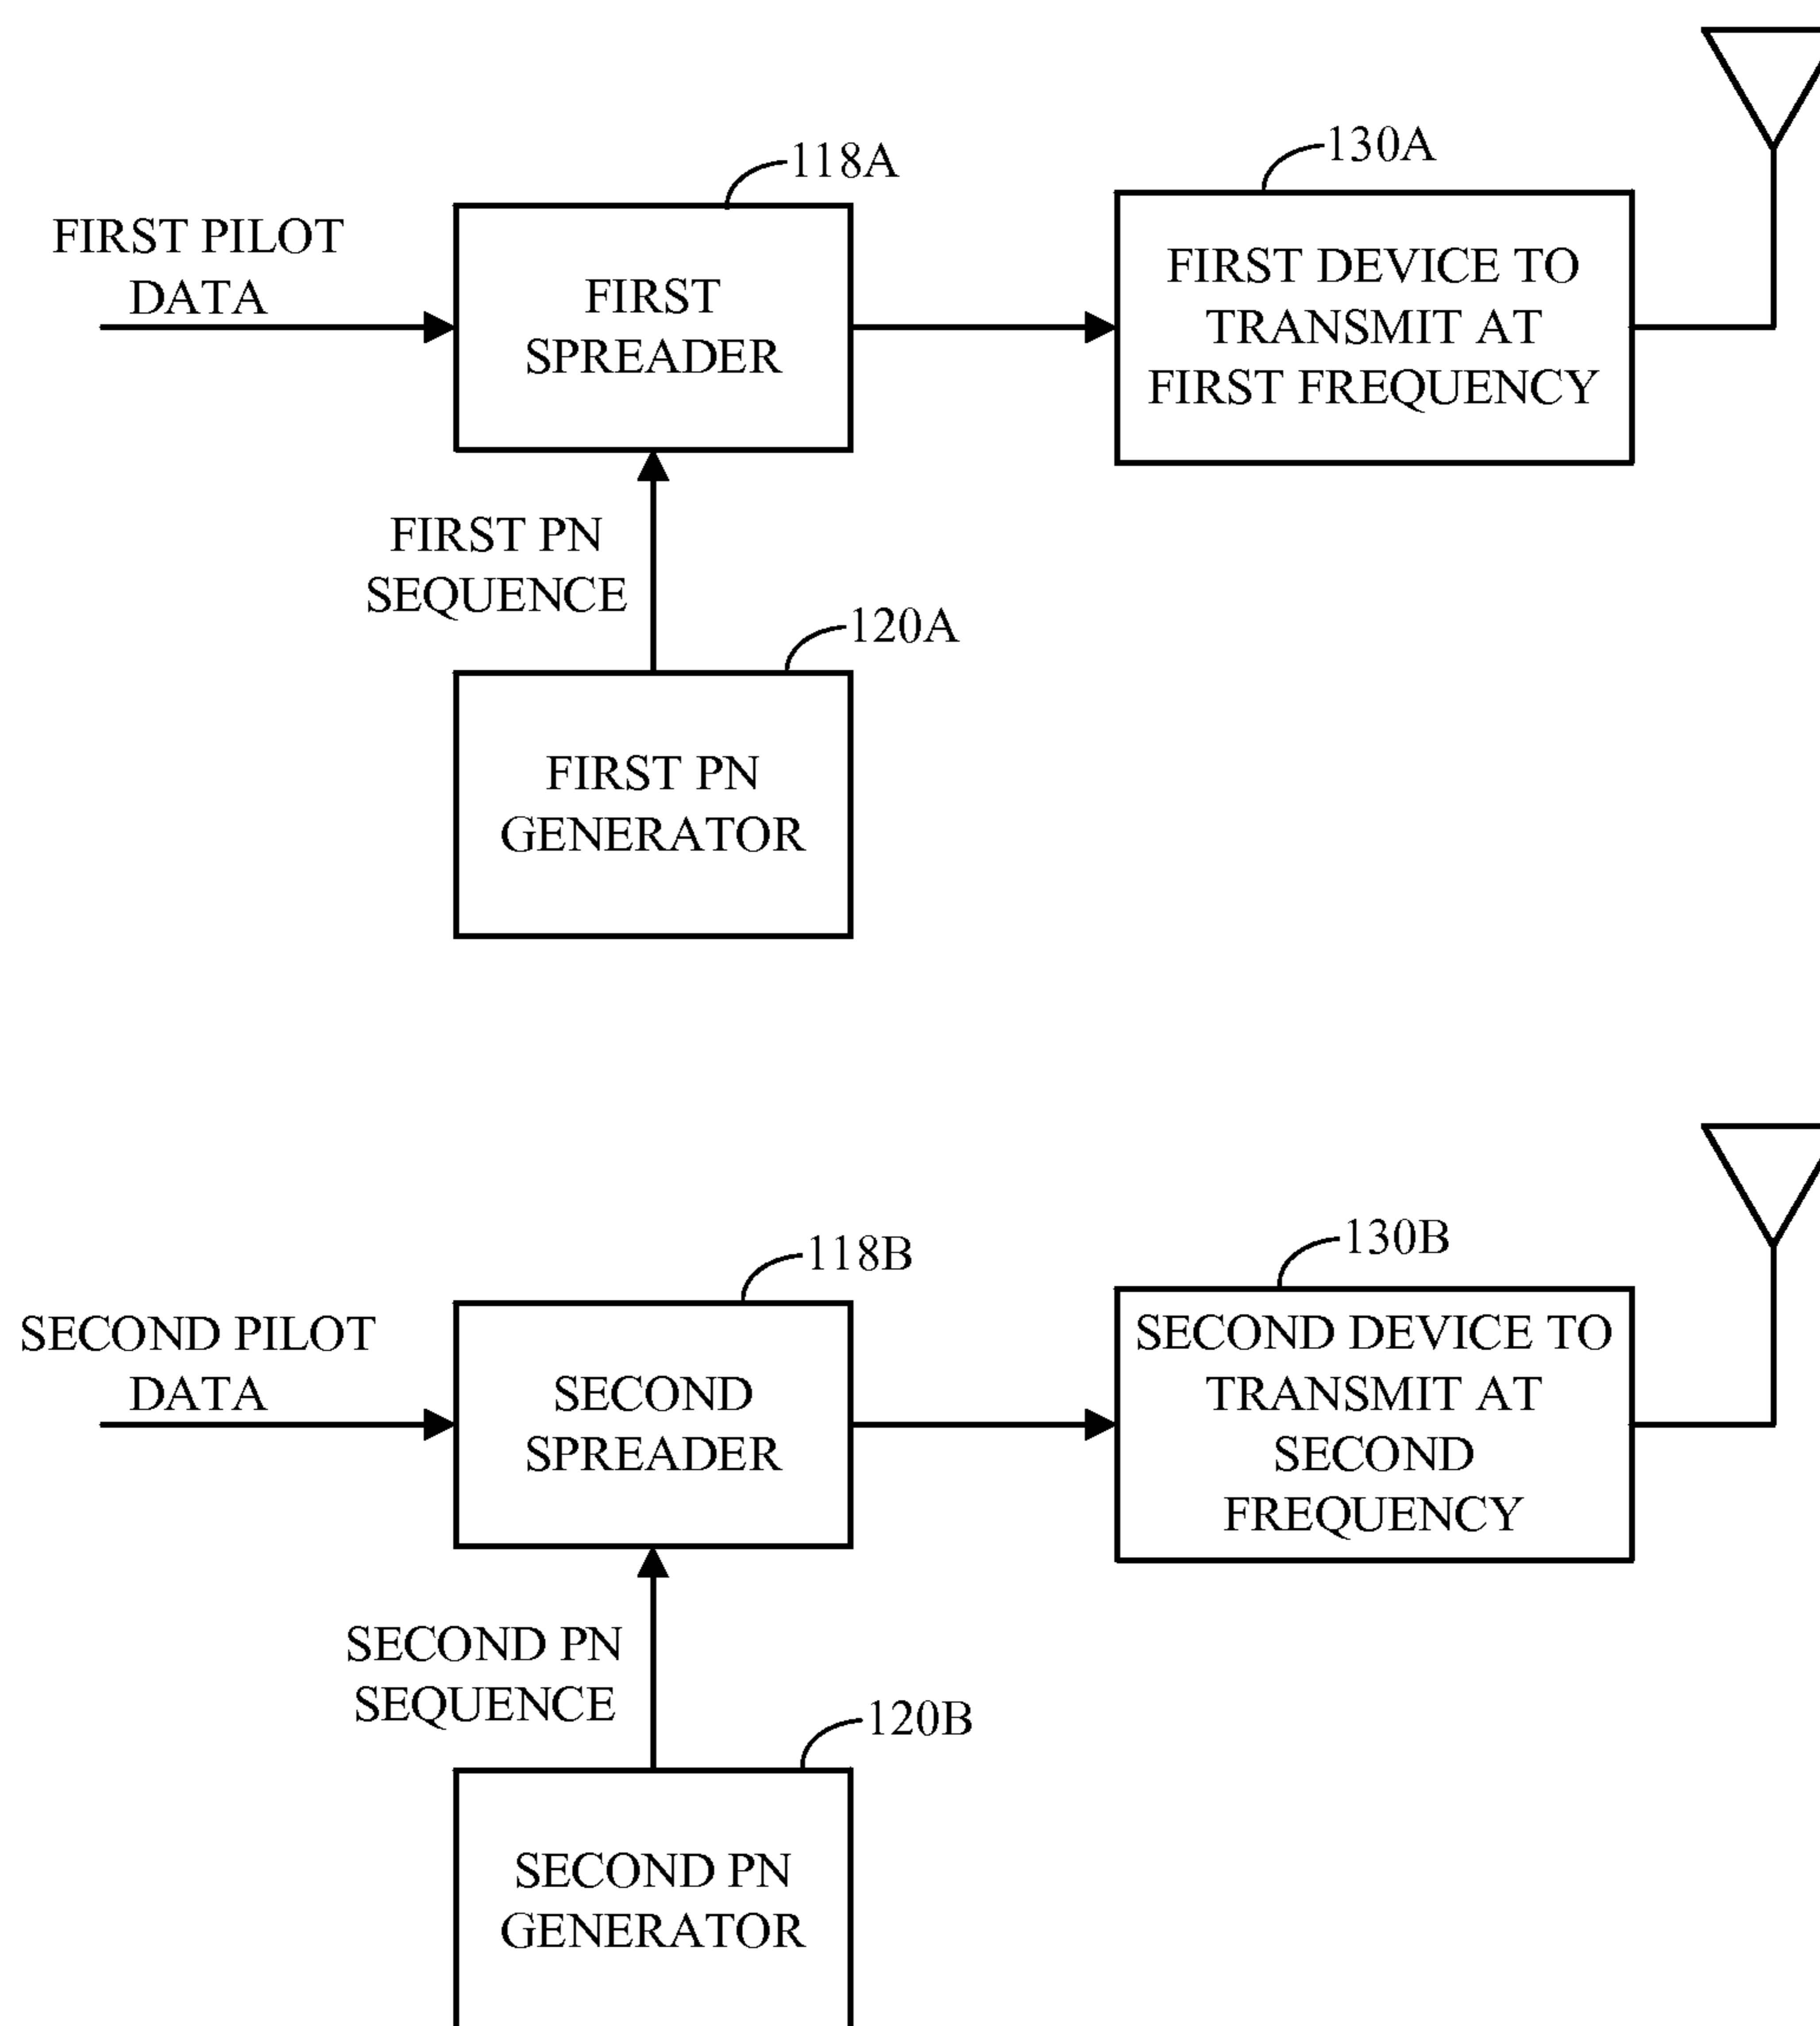 118A
130A
FIRST PILOT
DATA
FIRST
SPREADER
FIRST DEVICE TO
TRANSMIT AT
FIRST FREQUENCY
FIRST PN
SEQUENCE
120A
FIRST PN
GENERATOR
118B
130B
SECOND PILOT
DATA
SECOND
SPREADER
SECOND DEVICE TO
TRANSMIT AT
SECOND
FREQUENCY
SECOND PN
SEQUENCE
120B
SECOND PN
GENERATOR